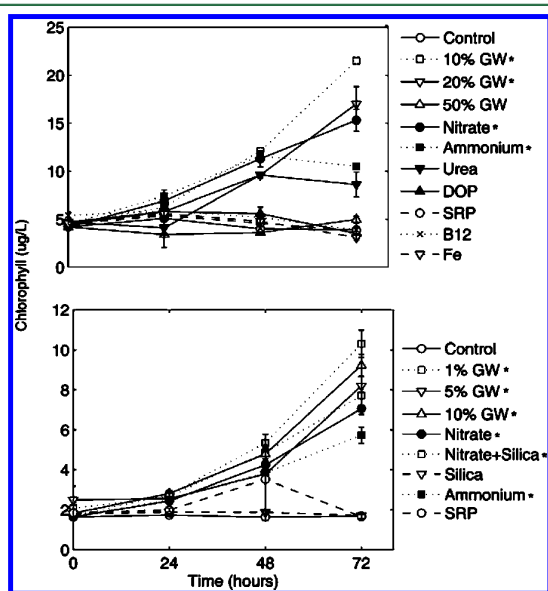 25
20
15
10
5
0
Control
10% GW*
20% GW*
50% GW
Nitrate*
Ammonium*
Urea
DOP
SRP
B12
Fe
Chlorophyll (ug/L)
12
10
8
6
4
2
0
0 24 48 72
Time (hours)
Control
1% GW*
5% GW*
10% GW*
Nitrate*
Nitrate+Silica*
Silica
Ammonium*
SRP